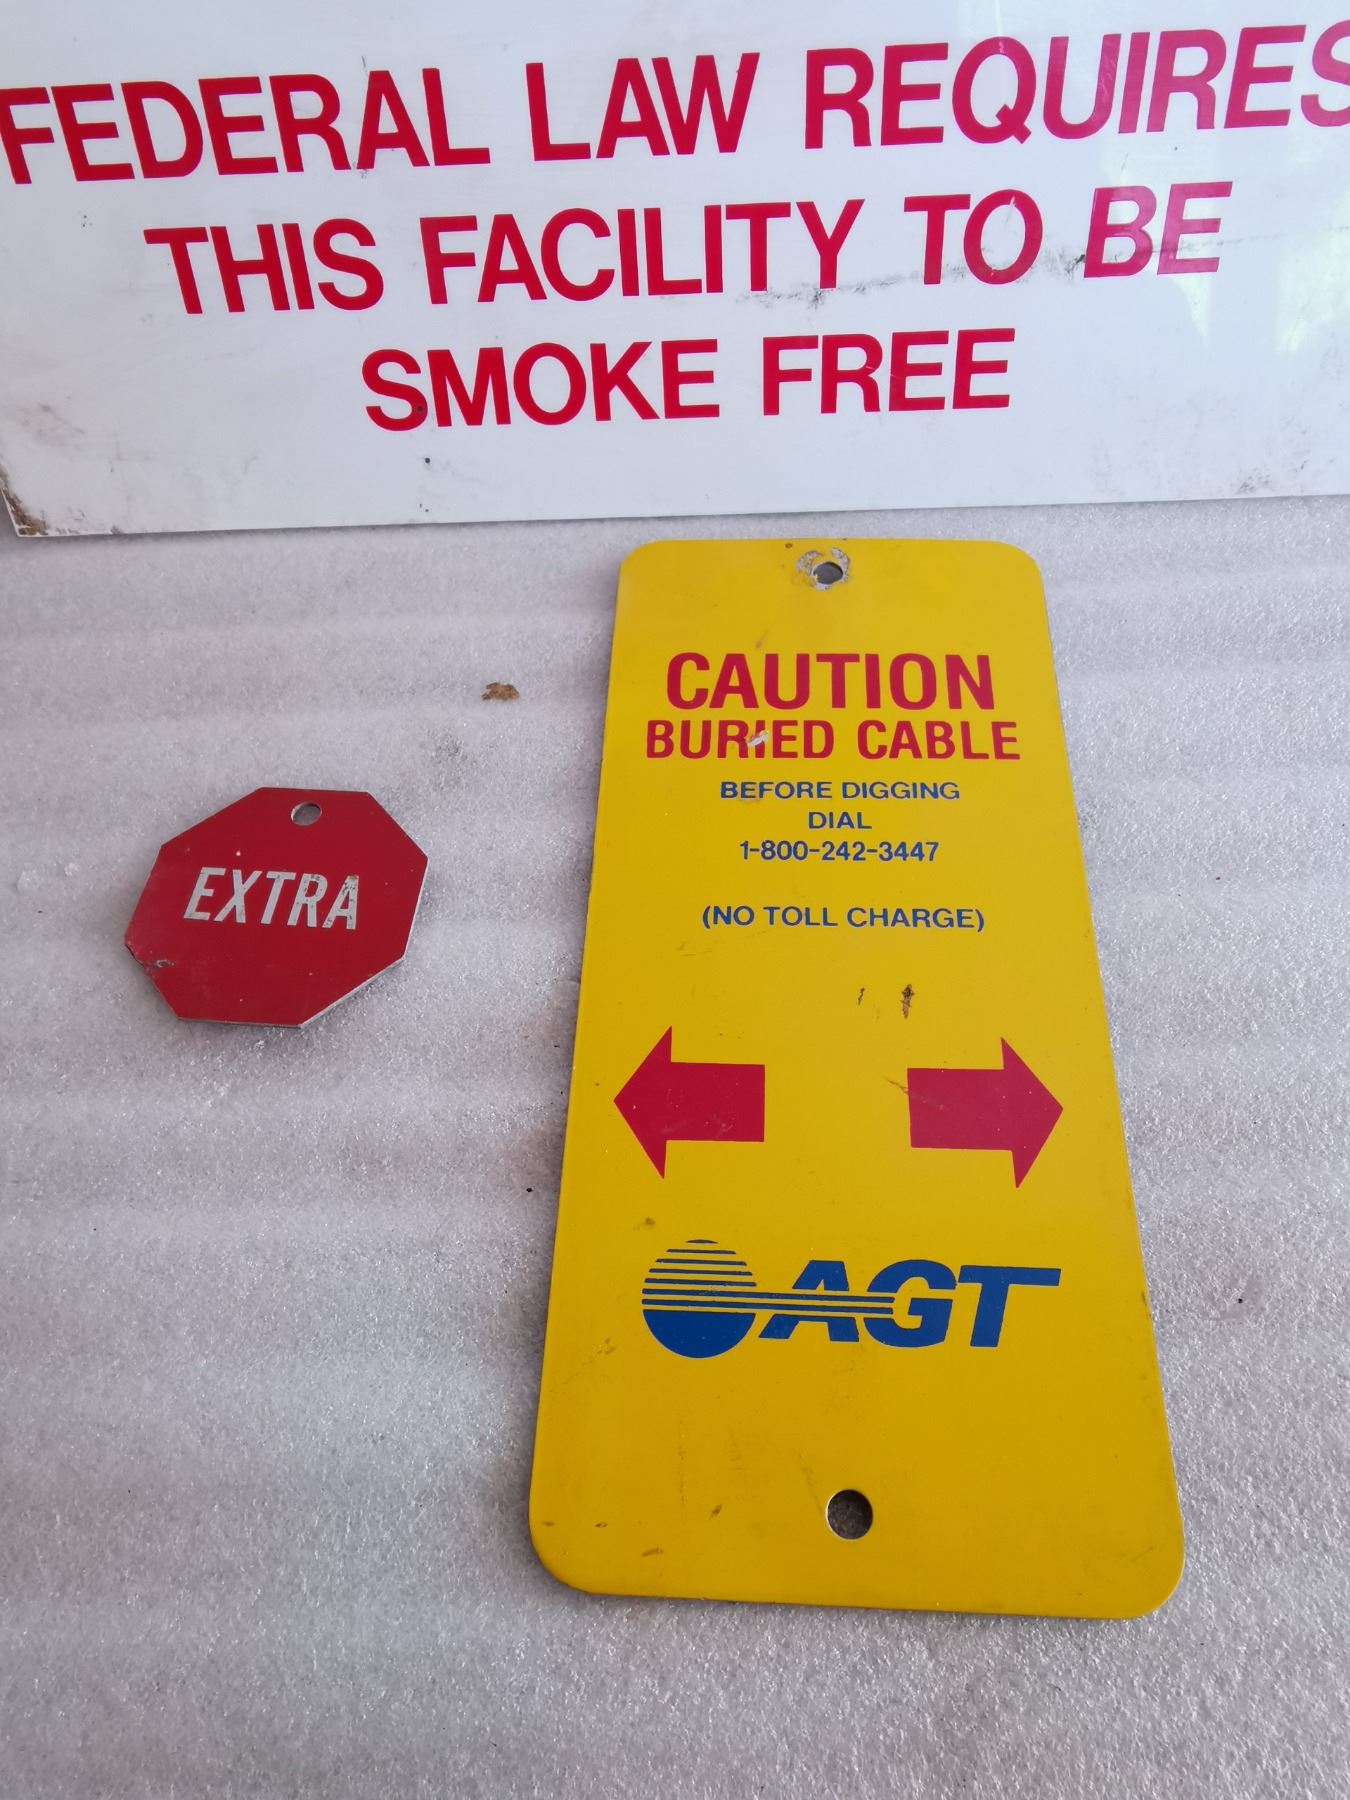 FEDERAL LAW REQUIRES
THIS FACILITY TO BE
SMOKE FREE
EXTRA
CAUTION
BURIED CABLE
BEFORE DIGGING
DIAL
1-800-242-3447
(NO TOLL CHARGE)
AGT